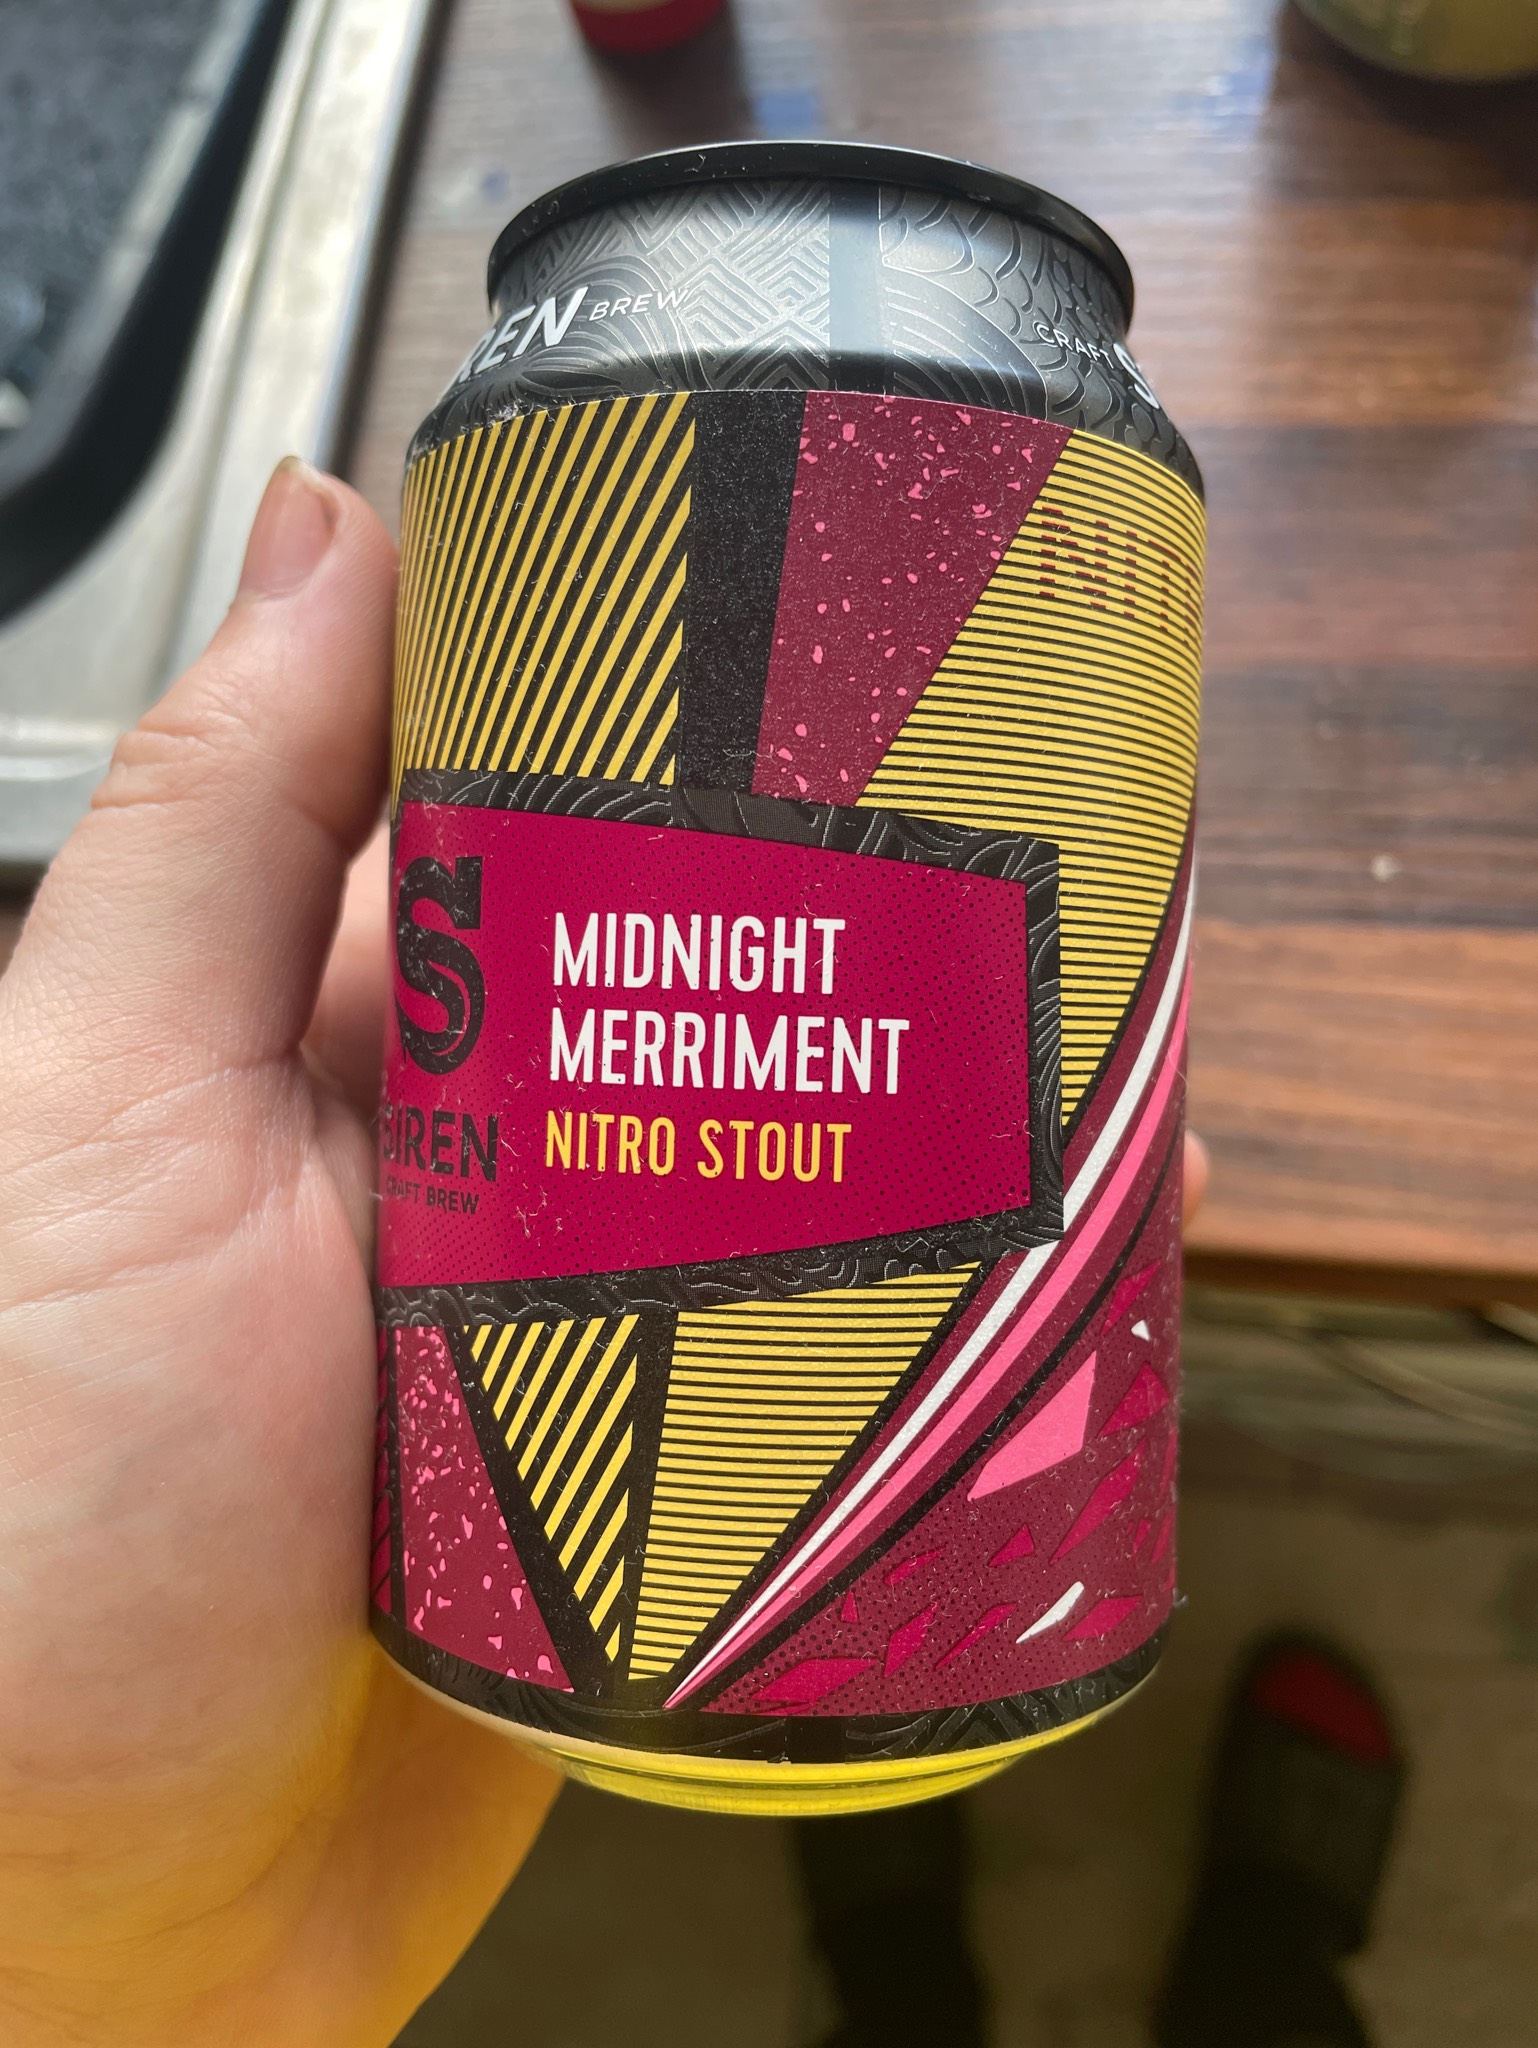 SIREN BREW
CRAFT
MIDNIGHT
MERRIMENT
NITRO STOUT
S
SIREN
CRAFT BREW